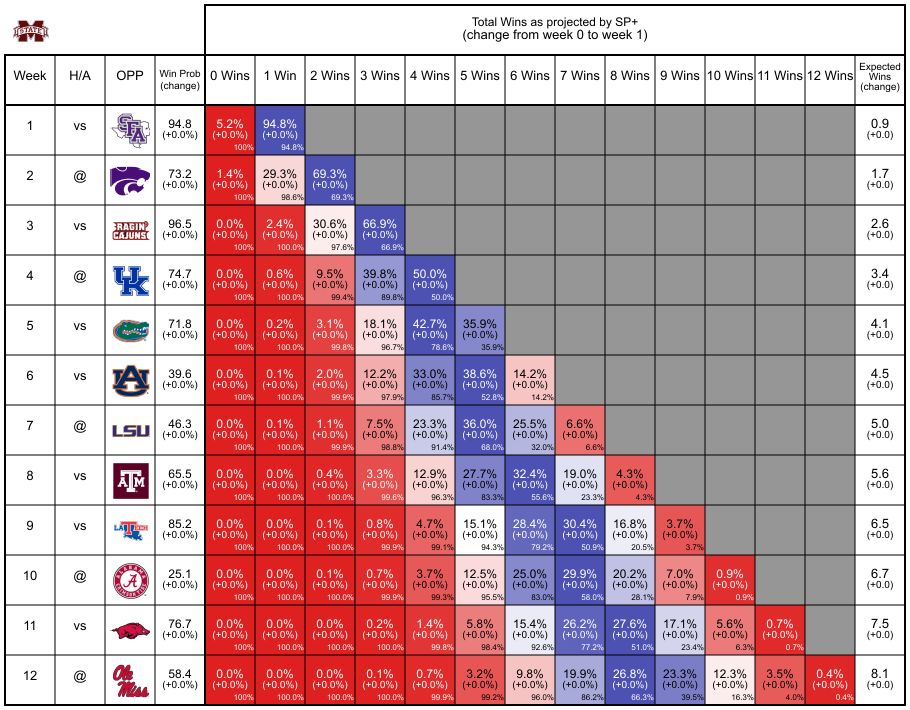 STATE
Total Wins as projected by SP+
(change from week 0 to week 1)
Week H/A OPP Win Prob (change) 0 Wins 1 Win 2 Wins 3 Wins 4 Wins 5 Wins 6 Wins 7 Wins 8 Wins 9 Wins 10 Wins 11 Wins 12 Wins Expected Wins (change)
1 vs SFA 94.8 5.2% 94.8% 0.9
(+0.0%) (+0.0%) (+0.0%) (+0.0)
100% 94.8%
2 @ 73.2 1.4% 29.3% 69.3% 1.7
(+0.0%) (+0.0%) (+0.0%) (+0.0%) (+0.0)
100% 98.6% 69.3%
3 vs RAGIN' CAJUNS 96.5 0.0% 2.4% 30.6% 66.9% 2.6
(+0.0%) (+0.0%) (+0.0%) (+0.0%) (+0.0%) (+0.0)
100% 100.0% 97.6% 66.9%
4 @ UK 74.7 0.0% 0.6% 9.5% 39.8% 50.0% 3.4
(+0.0%) (+0.0%) (+0.0%) (+0.0%) (+0.0%) (+0.0%) (+0.0)
100% 100.0% 99.4% 89.8% 50.0%
5 vs 71.8 0.0% 0.2% 3.1% 18.1% 42.7% 35.9% 4.1
(+0.0%) (+0.0%) (+0.0%) (+0.0%) (+0.0%) (+0.0%) (+0.0%) (+0.0)
100% 100.0% 99.8% 96.7% 78.6% 35.9%
6 vs AU 39.6 0.0% 0.1% 2.0% 12.2% 33.0% 38.6% 14.2% 4.5
(+0.0%) (+0.0%) (+0.0%) (+0.0%) (+0.0%) (+0.0%) (+0.0%) (+0.0%) (+0.0)
100% 100.0% 99.9% 97.9% 85.7% 52.8% 14.2%
7 @ LSU 46.3 0.0% 0.1% 1.1% 7.5% 23.3% 36.0% 25.5% 6.6% 5.0
(+0.0%) (+0.0%) (+0.0%) (+0.0%) (+0.0%) (+0.0%) (+0.0%) (+0.0%) (+0.0%) (+0.0)
100% 100.0% 99.9% 98.8% 91.4% 68.0% 32.0% 6.6%
8 vs ATM 65.5 0.0% 0.0% 0.4% 3.3% 12.9% 27.7% 32.4% 19.0% 4.3% 5.6
(+0.0%) (+0.0%) (+0.0%) (+0.0%) (+0.0%) (+0.0%) (+0.0%) (+0.0%) (+0.0%) (+0.0%) (+0.0)
100% 100.0% 100.0% 99.6% 96.3% 83.3% 55.6% 23.3% 4.3%
9 vs LA TECH 85.2 0.0% 0.0% 0.1% 0.8% 4.7% 15.1% 28.4% 30.4% 16.8% 3.7% 6.5
(+0.0%) (+0.0%) (+0.0%) (+0.0%) (+0.0%) (+0.0%) (+0.0%) (+0.0%) (+0.0%) (+0.0%) (+0.0%) (+0.0)
100% 100.0% 100.0% 99.9% 99.1% 94.3% 79.2% 50.9% 20.5% 3.7%
10 @ A 25.1 0.0% 0.0% 0.1% 0.7% 3.7% 12.5% 25.0% 29.9% 20.2% 7.0% 0.9% 6.7
(+0.0%) (+0.0%) (+0.0%) (+0.0%) (+0.0%) (+0.0%) (+0.0%) (+0.0%) (+0.0%) (+0.0%) (+0.0%) (+0.0%) (+0.0)
100% 100.0% 100.0% 99.9% 99.3% 95.5% 83.0% 58.0% 28.1% 7.9% 0.9%
11 vs 76.7 0.0% 0.0% 0.0% 0.2% 1.4% 5.8% 15.4% 26.2% 27.6% 17.1% 5.6% 0.7% 7.5
(+0.0%) (+0.0%) (+0.0%) (+0.0%) (+0.0%) (+0.0%) (+0.0%) (+0.0%) (+0.0%) (+0.0%) (+0.0%) (+0.0%) (+0.0%) (+0.0)
100% 100.0% 100.0% 100.0% 99.8% 98.4% 92.6% 77.2% 51.0% 23.4% 6.3% 0.7%
12 @ Ole Miss 58.4 0.0% 0.0% 0.0% 0.1% 0.7% 3.2% 9.8% 19.9% 26.8% 23.3% 12.3% 3.5% 0.4% 8.1
(+0.0%) (+0.0%) (+0.0%) (+0.0%) (+0.0%) (+0.0%) (+0.0%) (+0.0%) (+0.0%) (+0.0%) (+0.0%) (+0.0%) (+0.0%) (+0.0%) (+0.0)
100% 100.0% 100.0% 100.0% 99.9% 99.2% 96.0% 86.2% 66.3% 39.5% 16.3% 4.0% 0.4%